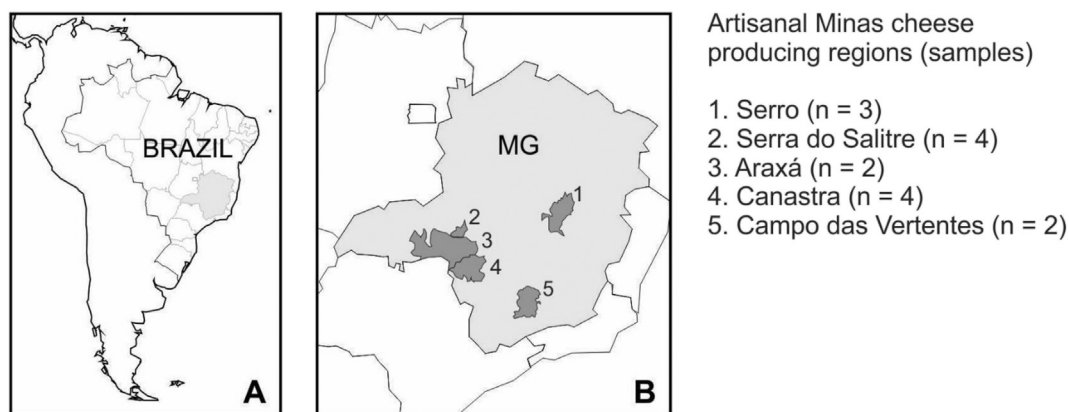 BRAZIL
A
MG
1
2
3
4
5
B
Artisanal Minas cheese
producing regions (samples)
1. Serro (n = 3)
2. Serra do Salitre (n = 4)
3. Araxá (n = 2)
4. Canastra (n = 4)
5. Campo das Vertentes (n = 2)